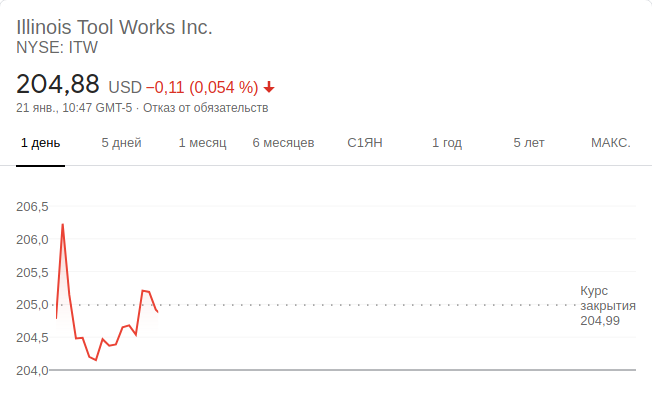 Illinois Tool Works Inc.
NYSE: ITW
204,88 USD −0,11 (0,054 %)
21 янв., 10:47 GMT-5 · Отказ от обязательств
1 день 5 дней 1 месяц 6 месяцев С1ЯН 1 год 5 лет МАКС.
206,5
206,0
205,5
205,0
204,5
204,0
Курс
закрытия
204,99